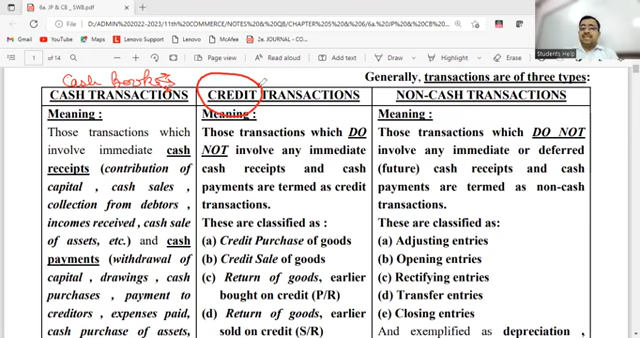 6a. JP & CB _ SWB.pdf
File
D:/ADMIN%202022-2023/11th%20COMMERCE/NOTES%20&%20QB/CHAPTER%205%20&%206/6a.%20JP%20&%20CB%20
YouTube
Maps
Lenovo Support
Lenovo
McAfee
2e. JOURNAL - CO...
1 of 14
Page view
Read aloud
Add text
Draw
Highlight
Erase
Students Help
Cash Books
Generally, transactions are of three types:
CASH TRANSACTIONS
Meaning :
Those transactions which
involve immediate cash
receipts (contribution of
capital , cash sales ,
collection from debtors ,
incomes received , cash sale
of assets, etc.) and cash
payments (withdrawal of
capital , drawings , cash
purchases , payment to
creditors , expenses paid,
cash purchase of assets,
CREDIT TRANSACTIONS
Meaning :
Those transactions which DO
NOT involve any immediate
cash receipts and cash
payments are termed as credit
transactions.
These are classified as :
(a) Credit Purchase of goods
(b) Credit Sale of goods
(c) Return of goods, earlier
bought on credit (P/R)
(d) Return of goods, earlier
sold on credit (S/R)
NON-CASH TRANSACTIONS
Meaning :
Those transactions which DO NOT
involve any immediate or deferred
(future) cash receipts and cash
payments are termed as non-cash
transactions.
These are classified as:
(a) Adjusting entries
(b) Opening entries
(c) Rectifying entries
(d) Transfer entries
(e) Closing entries
And exemplified as depreciation ,